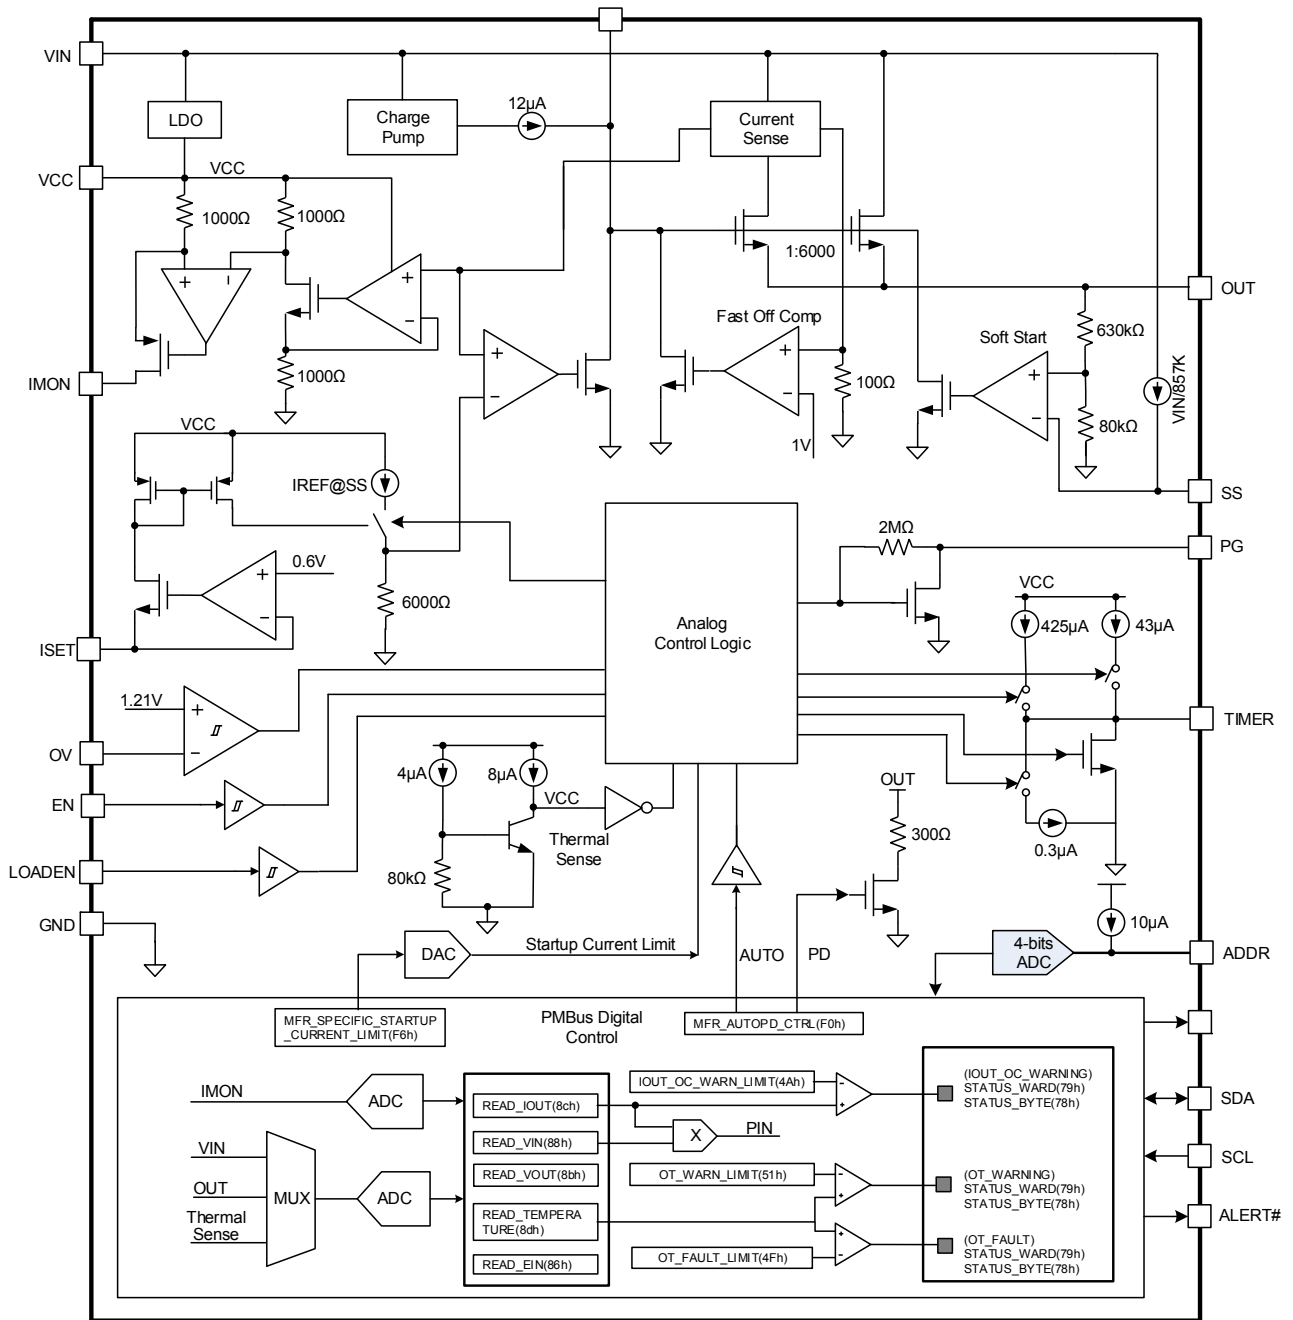 VIN
LDO
Charge
Pump
12µA
Current
Sense
VCC
VCC
1000Ω
1000Ω
1:6000
+
−
+
−
Fast Off Comp
Soft Start
OUT
630kΩ
+
−
+
−
+
−
IMON
1000Ω
100Ω
80kΩ
VIN/857K
1V
VCC
IREF@SS
SS
2MΩ
PG
0.6V
+
−
6000Ω
Analog
Control Logic
VCC
425µA
43µA
ISET
1.21V
+
−
OV
TIMER
4µA
8µA
VCC
OUT
EN
Thermal
Sense
300Ω
0.3µA
LOADEN
80kΩ
GND
10µA
DAC
Startup Current Limit
AUTO
PD
4-bits
ADC
ADDR
MFR_SPECIFIC_STARTUP
_CURRENT_LIMIT(F6h)
PMBus Digital
Control
MFR_AUTOPD_CTRL(F0h)
IMON
ADC
READ_IOUT(8ch)
IOUT_OC_WARN_LIMIT(4Ah)
-
+
(IOUT_OC_WARNING)
STATUS_WARD(79h)
STATUS_BYTE(78h)
SDA
READ_VIN(88h)
X
PIN
VIN
SCL
READ_VOUT(8bh)
OT_WARN_LIMIT(51h)
-
+
(OT_WARNING)
STATUS_WARD(79h)
STATUS_BYTE(78h)
OUT
MUX
ADC
Thermal
Sense
READ_TEMPERA
TURE(8dh)
ALERT#
+
-
(OT_FAULT)
STATUS_WARD(79h)
STATUS_BYTE(78h)
READ_EIN(86h)
OT_FAULT_LIMIT(4Fh)